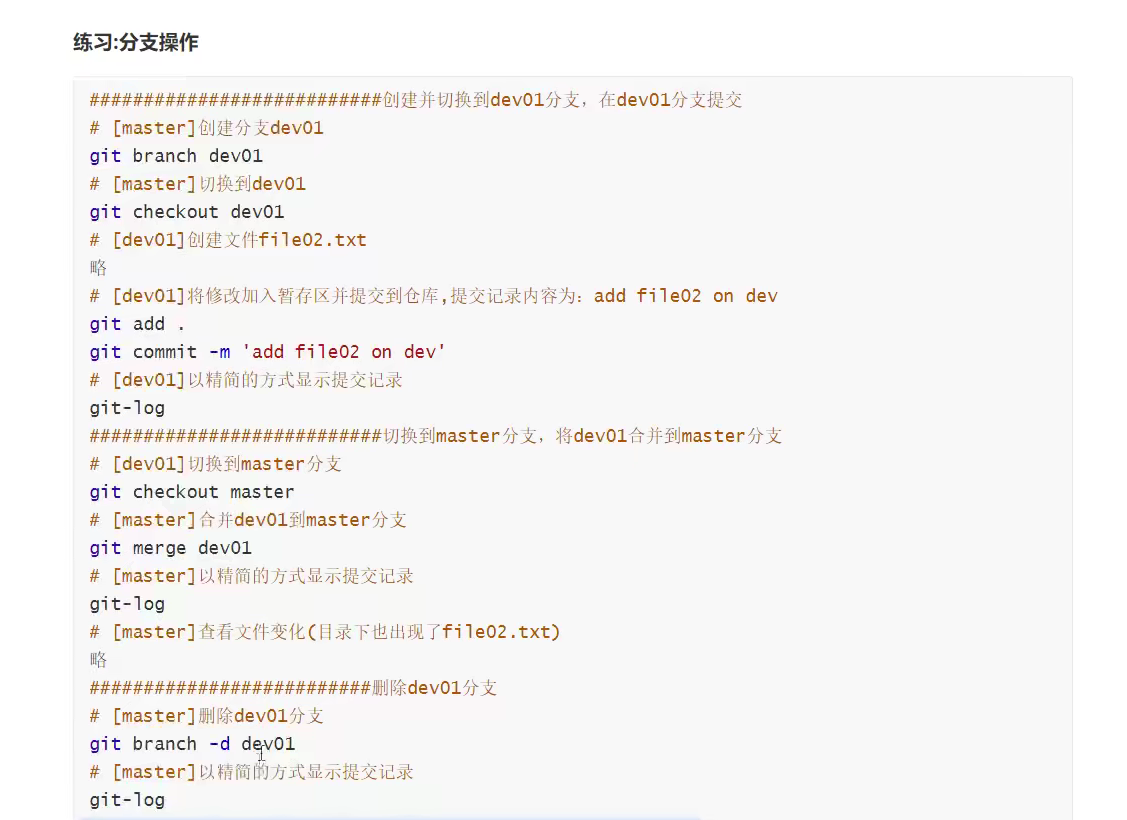 练习:分支操作
###########################创建并切换到dev01分支，在dev01分支提交
# [master]创建分支dev01
git branch dev01
# [master]切换到dev01
git checkout dev01
# [dev01]创建文件file02.txt
略
# [dev01]将修改加入暂存区并提交到仓库,提交记录内容为：add file02 on dev
git add .
git commit -m 'add file02 on dev'
# [dev01]以精简的方式显示提交记录
git-log
###########################切换到master分支，将dev01合并到master分支
# [dev01]切换到master分支
git checkout master
# [master]合并dev01到master分支
git merge dev01
# [master]以精简的方式显示提交记录
git-log
# [master]查看文件变化(目录下也出现了file02.txt)
略
##########################删除dev01分支
# [master]删除dev01分支
git branch -d dev01
# [master]以精简的方式显示提交记录
git-log